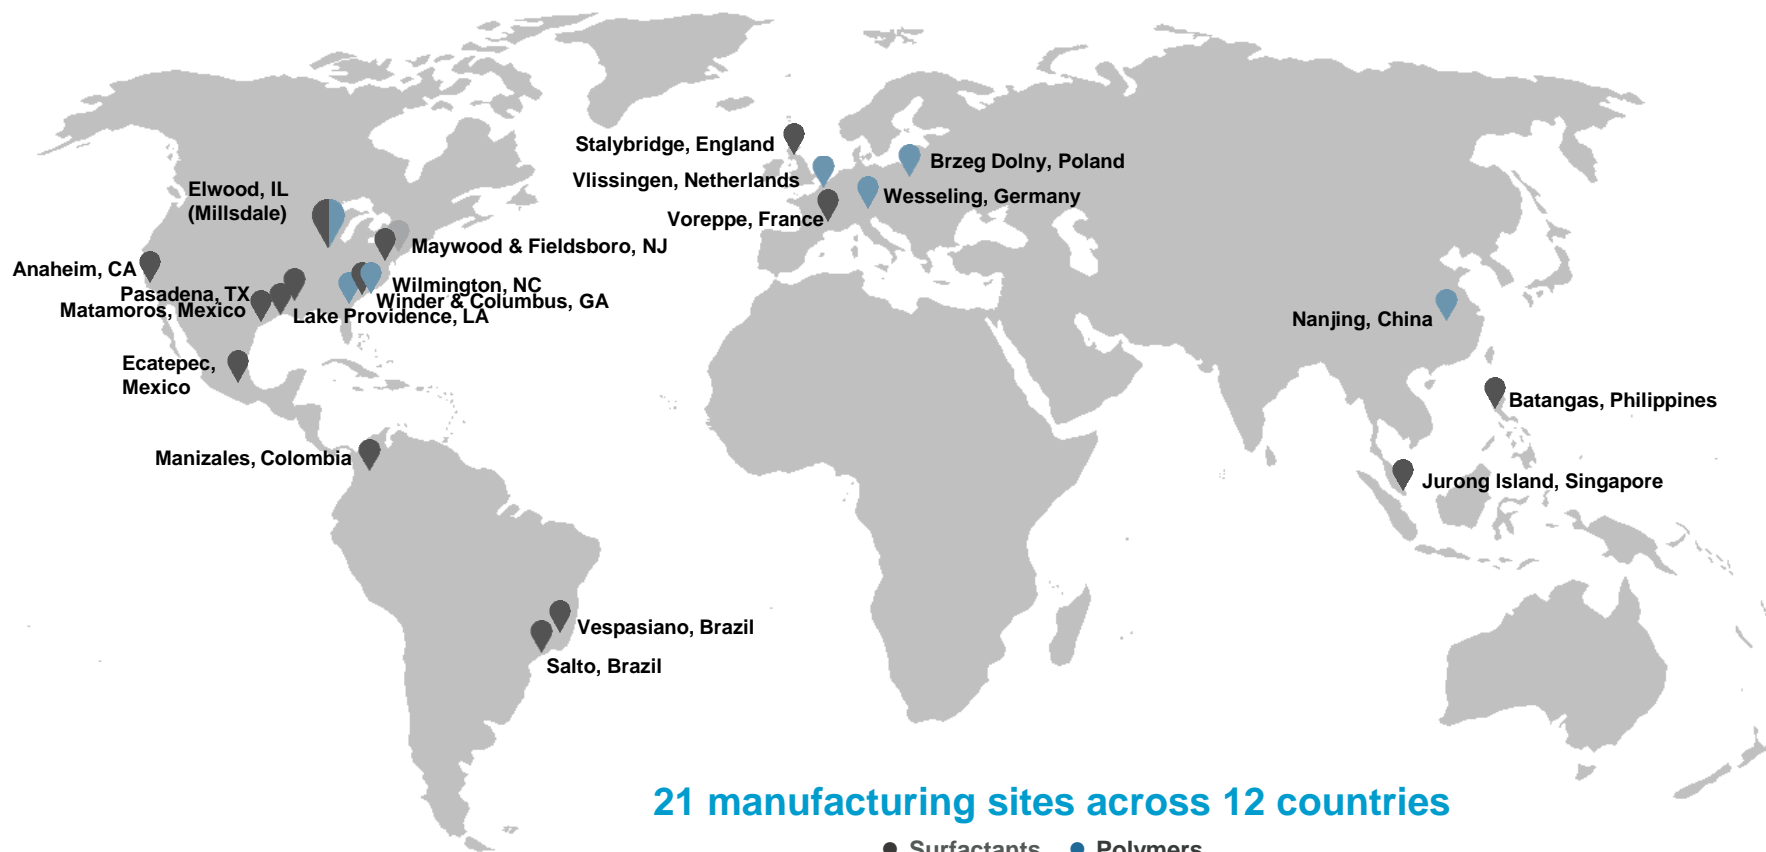 Stalybridge, England
Brzeg Dolny, Poland
Vlissingen, Netherlands
Elwood, IL
(Millsdale)
Wesseling, Germany
Voreppe, France
Maywood & Fieldsboro, NJ
Anaheim, CA
Wilmington, NC
Pasadena, TX
Winder & Columbus, GA
Matamoros, Mexico
Lake Providence, LA
Nanjing, China
Ecatepec,
Mexico
Batangas, Philippines
Manizales, Colombia
Jurong Island, Singapore
Vespasiano, Brazil
Salto, Brazil
21 manufacturing sites across 12 countries
Surfactants
Polymers